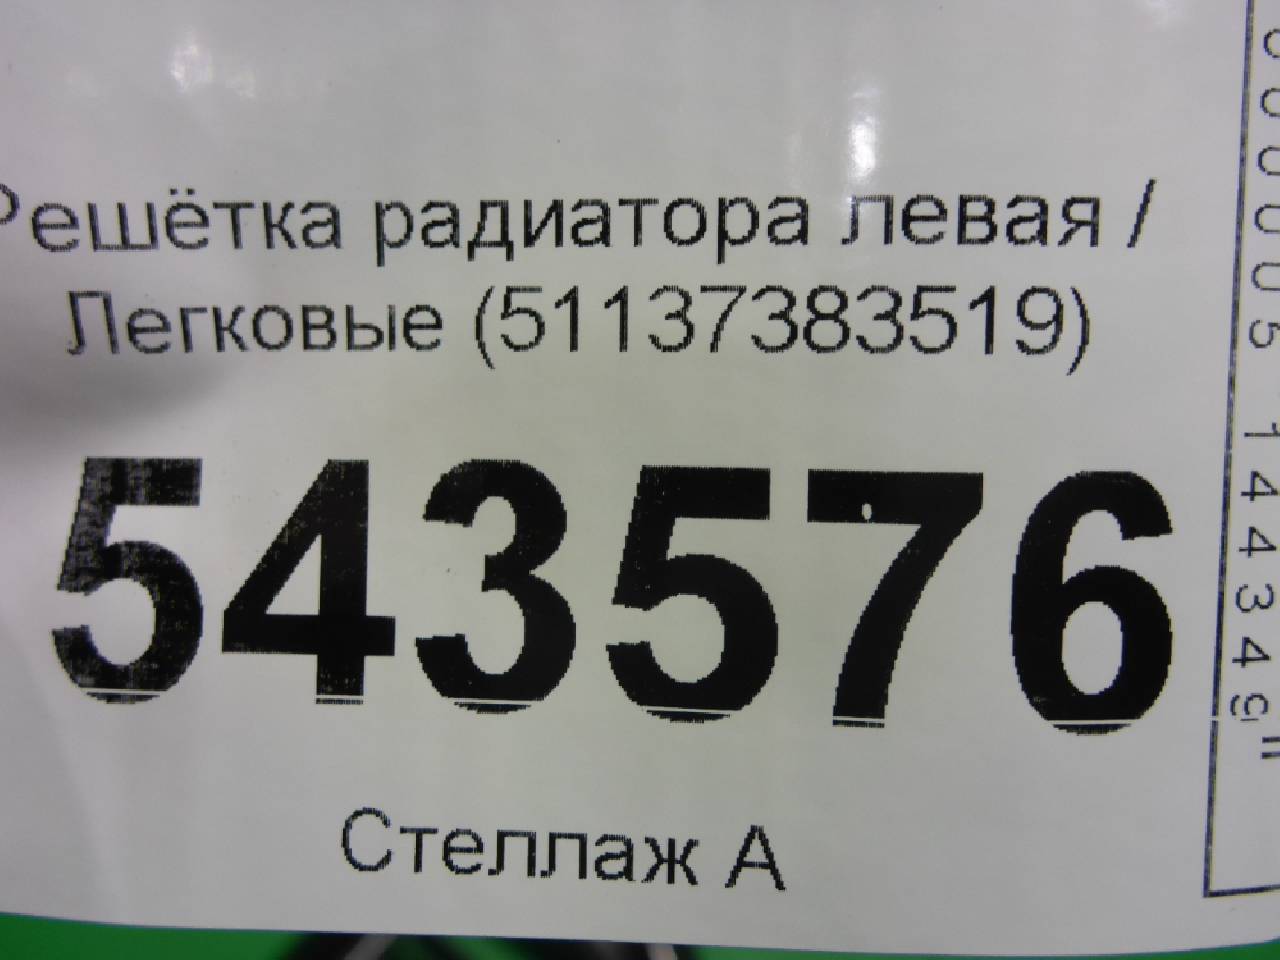 Решётка радиатора левая /
Легковые (51137383519)
543576
Стеллаж А